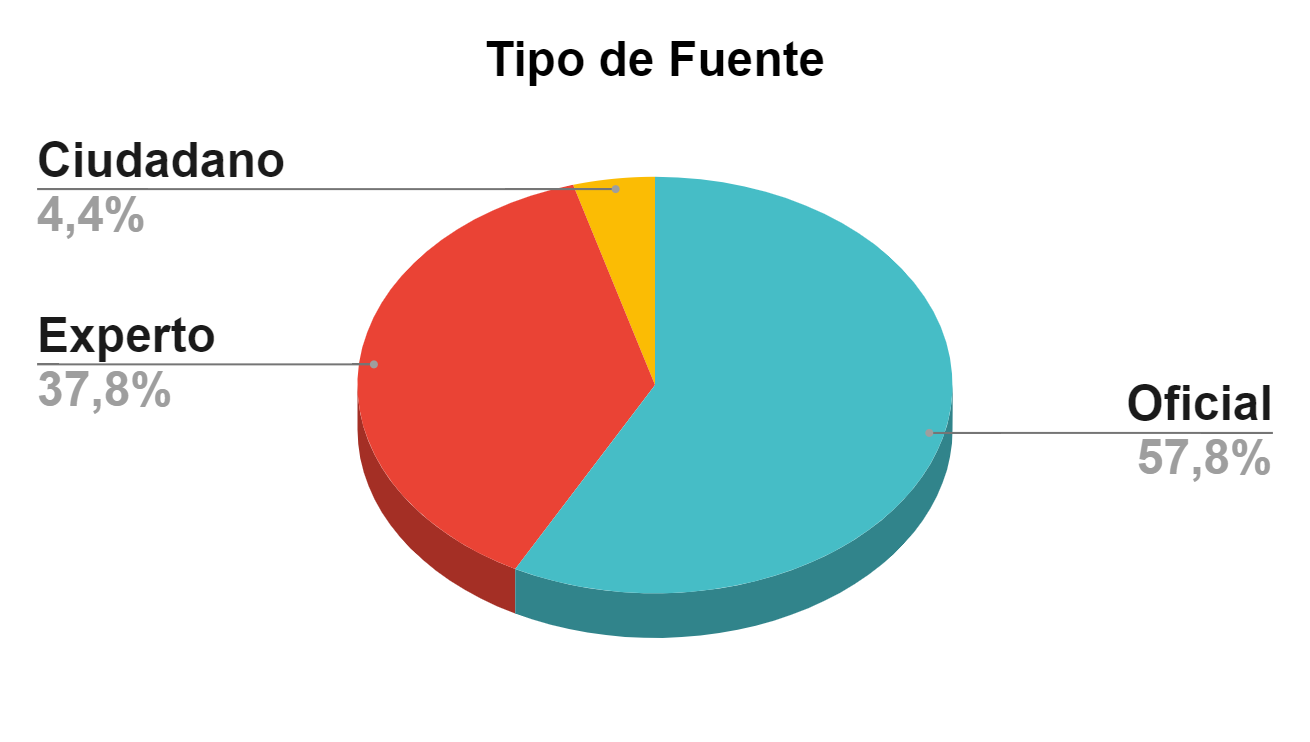 Tipo de Fuente
Ciudadano
4,4%
Experto
37,8%
Oficial
57,8%